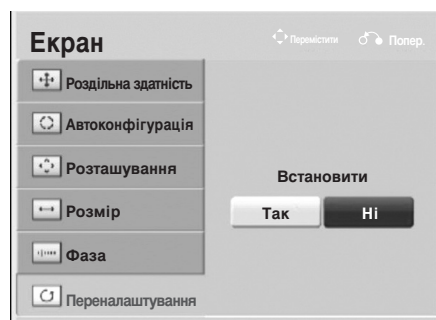 Екран
Перемістити Попер.
Роздільна здатність
Автоконфігурація
Розташування
Розмір
Фаза
Переналаштування
Встановити
Так Ні